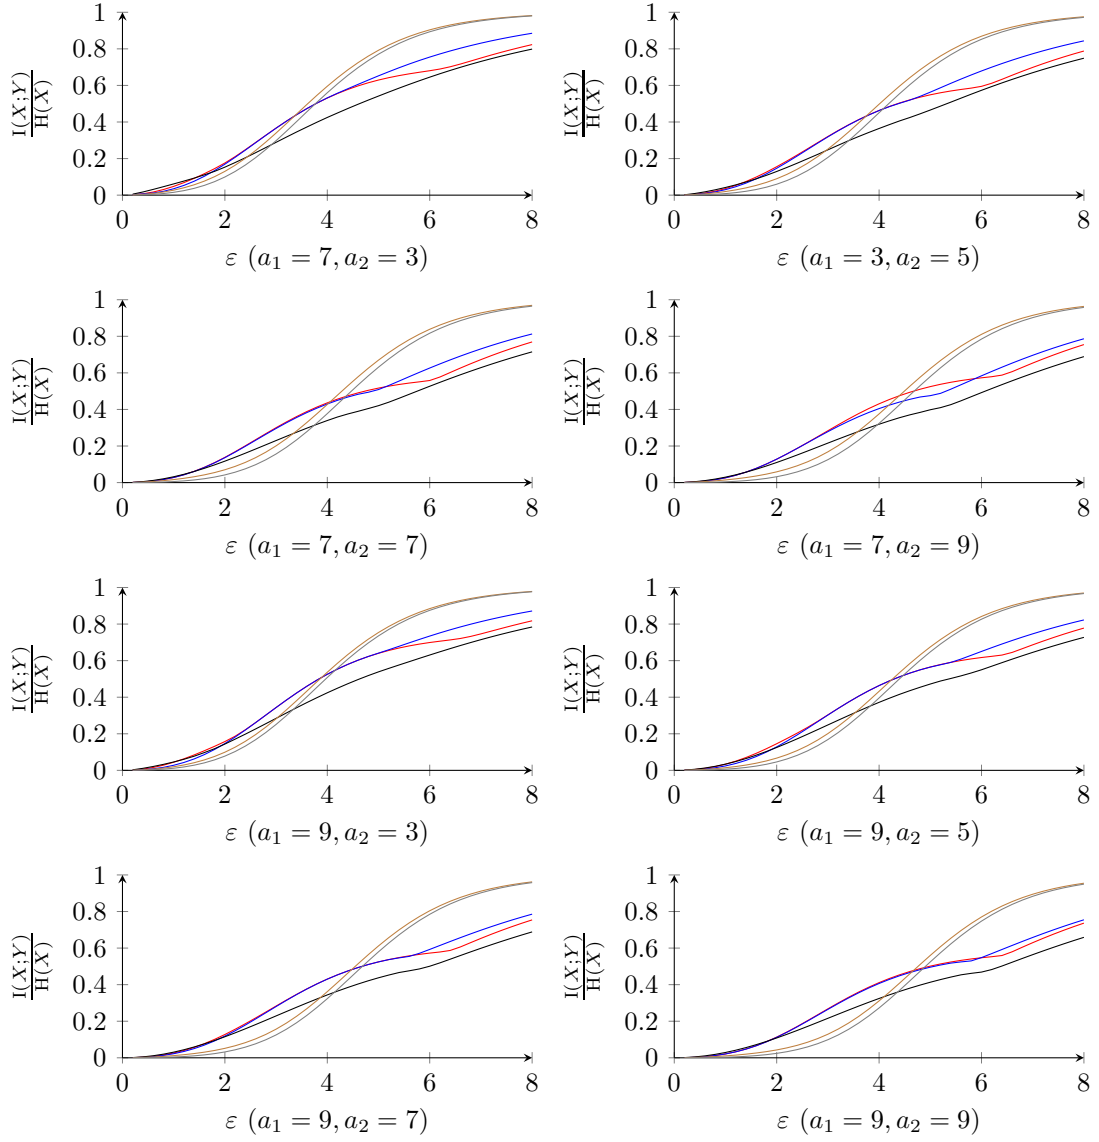 0 2 4 6 8
0
0.2
0.4
0.6
0.8
1
ε (a₁ = 7, a₂ = 3)
I(X;Y)
H(X)
0 2 4 6 8
0
0.2
0.4
0.6
0.8
1
ε (a₁ = 3, a₂ = 5)
I(X;Y)
H(X)
0 2 4 6 8
0
0.2
0.4
0.6
0.8
1
ε (a₁ = 7, a₂ = 7)
I(X;Y)
H(X)
0 2 4 6 8
0
0.2
0.4
0.6
0.8
1
ε (a₁ = 7, a₂ = 9)
I(X;Y)
H(X)
0 2 4 6 8
0
0.2
0.4
0.6
0.8
1
ε (a₁ = 9, a₂ = 3)
I(X;Y)
H(X)
0 2 4 6 8
0
0.2
0.4
0.6
0.8
1
ε (a₁ = 9, a₂ = 5)
I(X;Y)
H(X)
0 2 4 6 8
0
0.2
0.4
0.6
0.8
1
ε (a₁ = 9, a₂ = 7)
I(X;Y)
H(X)
0 2 4 6 8
0
0.2
0.4
0.6
0.8
1
ε (a₁ = 9, a₂ = 9)
I(X;Y)
H(X)